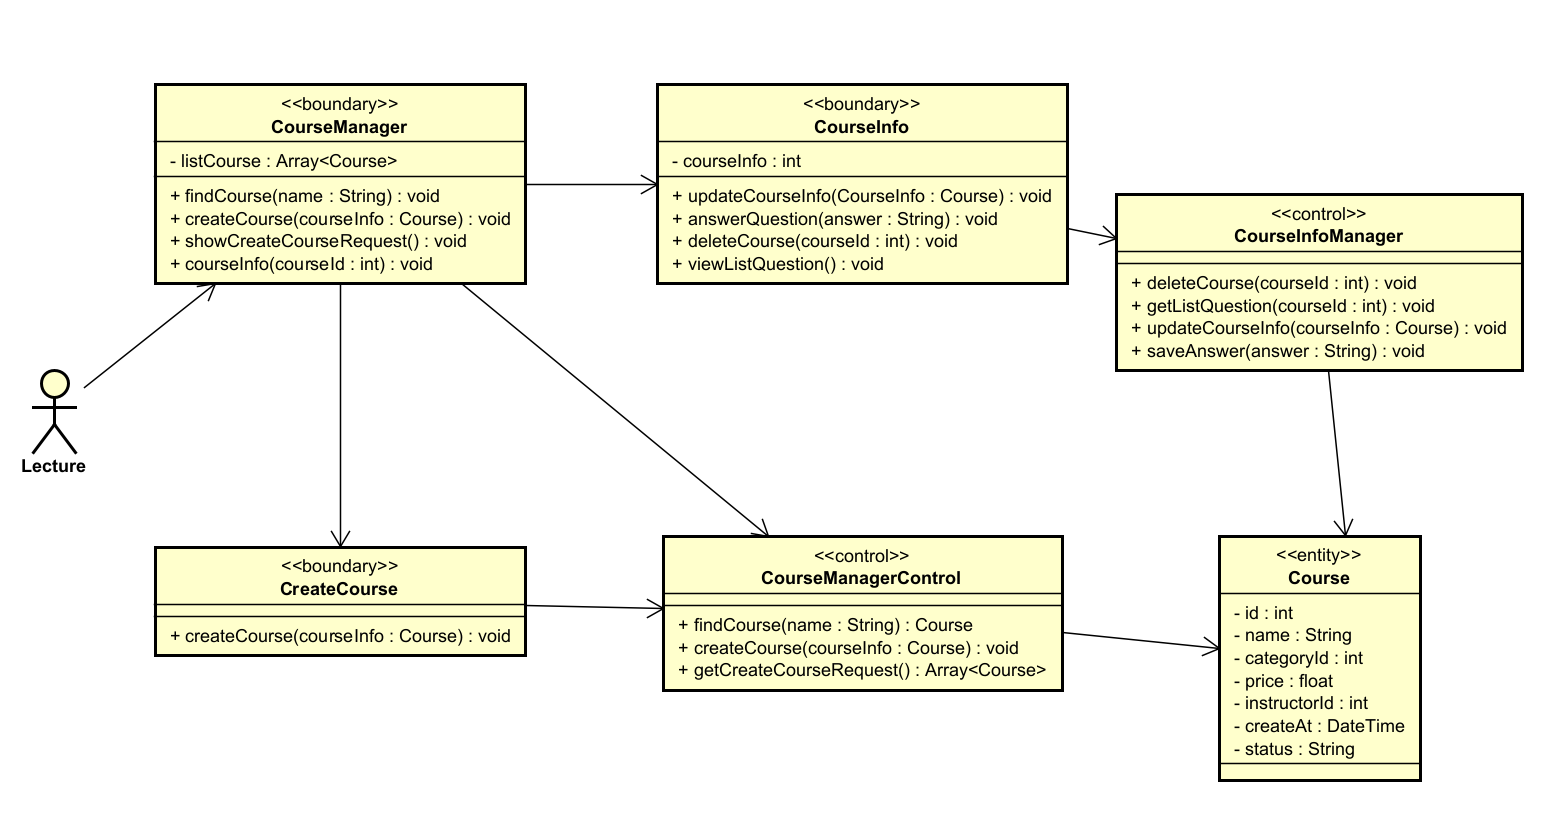 <<boundary>>
CourseManager
- listCourse : Array<Course>
+ findCourse(name : String) : void
+ createCourse(courseInfo : Course) : void
+ showCreateCourseRequest() : void
+ courseInfo(courseId : int) : void
<<boundary>>
CourseInfo
- courseInfo : int
+ updateCourseInfo(CourseInfo : Course) : void
+ answerQuestion(answer : String) : void
+ deleteCourse(courseId : int) : void
+ viewListQuestion() : void
<<control>>
CourseInfoManager
+ deleteCourse(courseId : int) : void
+ getListQuestion(courseId : int) : void
+ updateCourseInfo(courseInfo : Course) : void
+ saveAnswer(answer : String) : void
Lecture
<<boundary>>
CreateCourse
+ createCourse(courseInfo : Course) : void
<<control>>
CourseManagerControl
+ findCourse(name : String) : Course
+ createCourse(courseInfo : Course) : void
+ getCreateCourseRequest() : Array<Course>
<<entity>>
Course
- id : int
- name : String
- categoryId : int
- price : float
- instructorId : int
- createAt : DateTime
- status : String